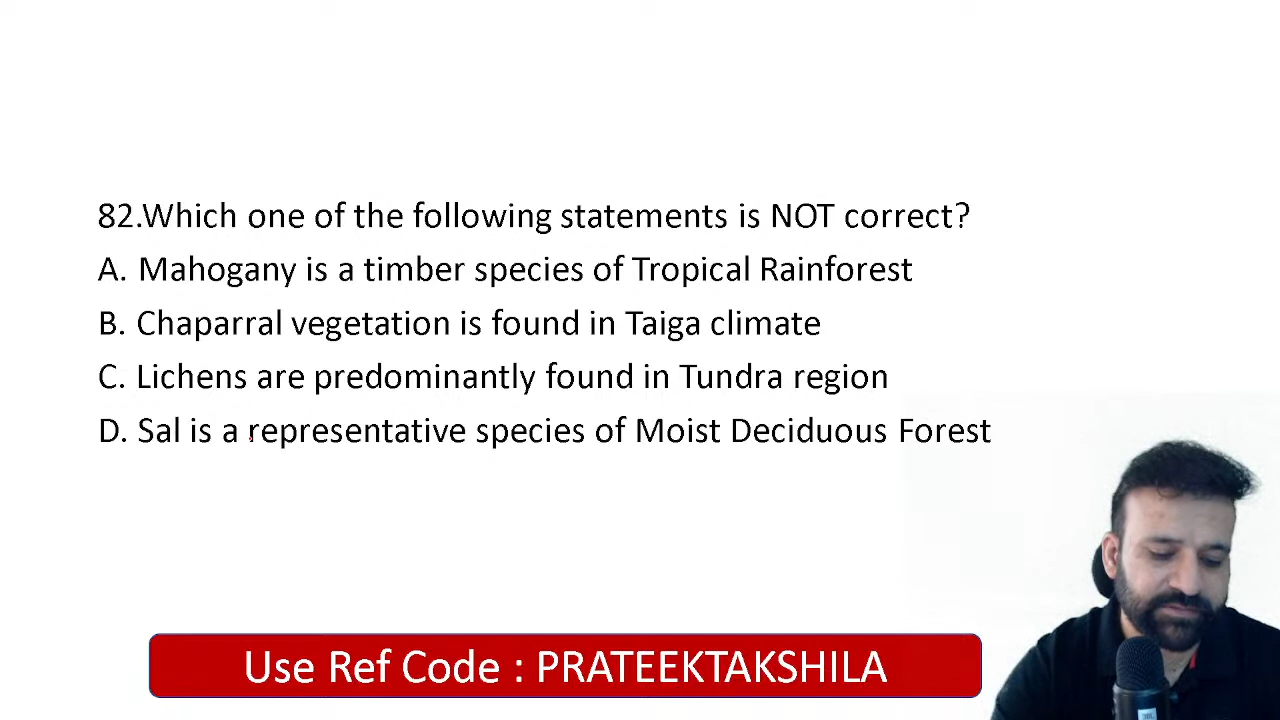 82.Which one of the following statements is NOT correct?
A. Mahogany is a timber species of Tropical Rainforest
B. Chaparral vegetation is found in Taiga climate
C. Lichens are predominantly found in Tundra region
D. Sal is a representative species of Moist Deciduous Forest
Use Ref Code : PRATEEKTAKSHILA